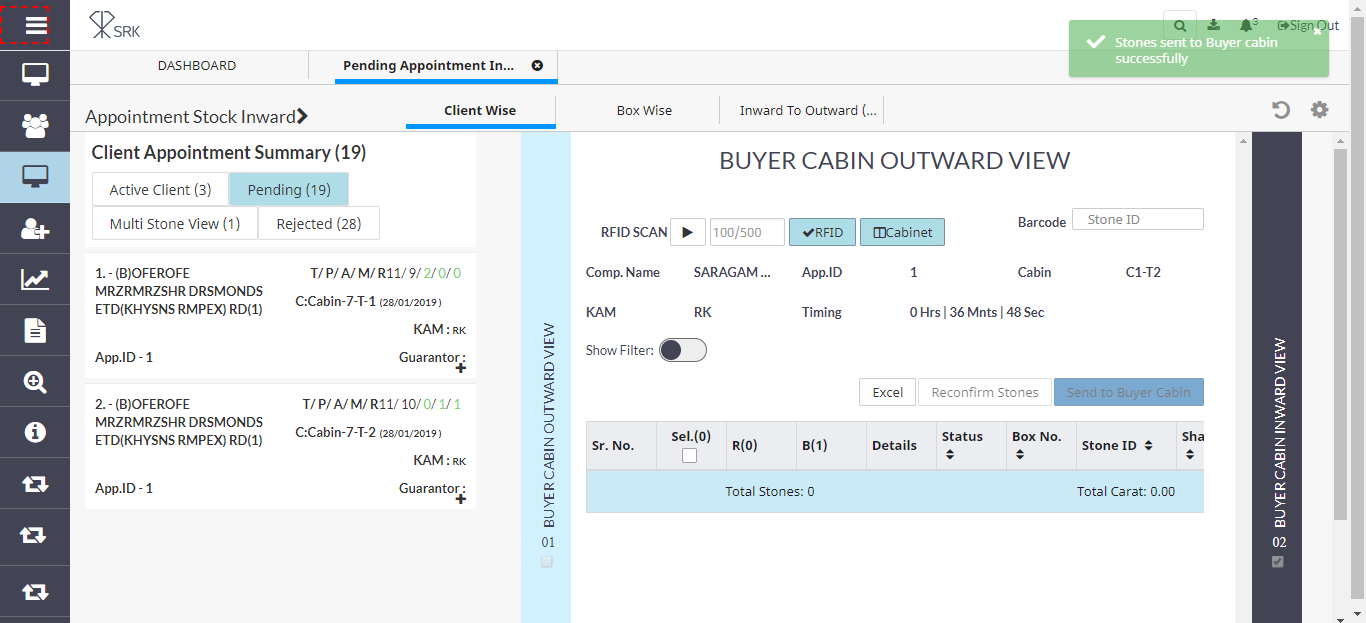 SRK
3
Sign Out
Stones sent to Buyer cabin
successfully
DASHBOARD
Pending Appointment In...
Appointment Stock Inward
Client Wise
Box Wise
Inward To Outward (...
Client Appointment Summary (19)
Active Client (3)
Pending (19)
Multi Stone View (1)
Rejected (28)
1. - (B)OFEROFE
MRZRMRZSHR DRSMONDS
ETD(KHYSNS RMPEX) RD(1)
T/ P/ A/ M/ R11/ 9/ 2/ 0/ 0
C:Cabin-7-T-1 (28/01/2019 )
KAM : RK
App.ID - 1
Guarantor :
2. - (B)OFEROFE
MRZRMRZSHR DRSMONDS
ETD(KHYSNS RMPEX) RD(1)
T/ P/ A/ M/ R11/ 10/ 0/ 1/ 1
C:Cabin-7-T-2 (28/01/2019 )
KAM : RK
App.ID - 1
Guarantor :
01 BUYER CABIN OUTWARD VIEW
BUYER CABIN OUTWARD VIEW
RFID SCAN
100/500
RFID
Cabinet
Barcode
Stone ID
Comp. Name
SARAGAM ...
App.ID
1
Cabin
C1-T2
KAM
RK
Timing
0 Hrs | 36 Mnts | 48 Sec
Show Filter:
Excel
Reconfirm Stones
Send to Buyer Cabin
Sr. No.
Sel.(0)
R(0)
B(1)
Details
Status
Box No.
Stone ID
Sha
Total Stones: 0
Total Carat: 0.00
02 BUYER CABIN INWARD VIEW